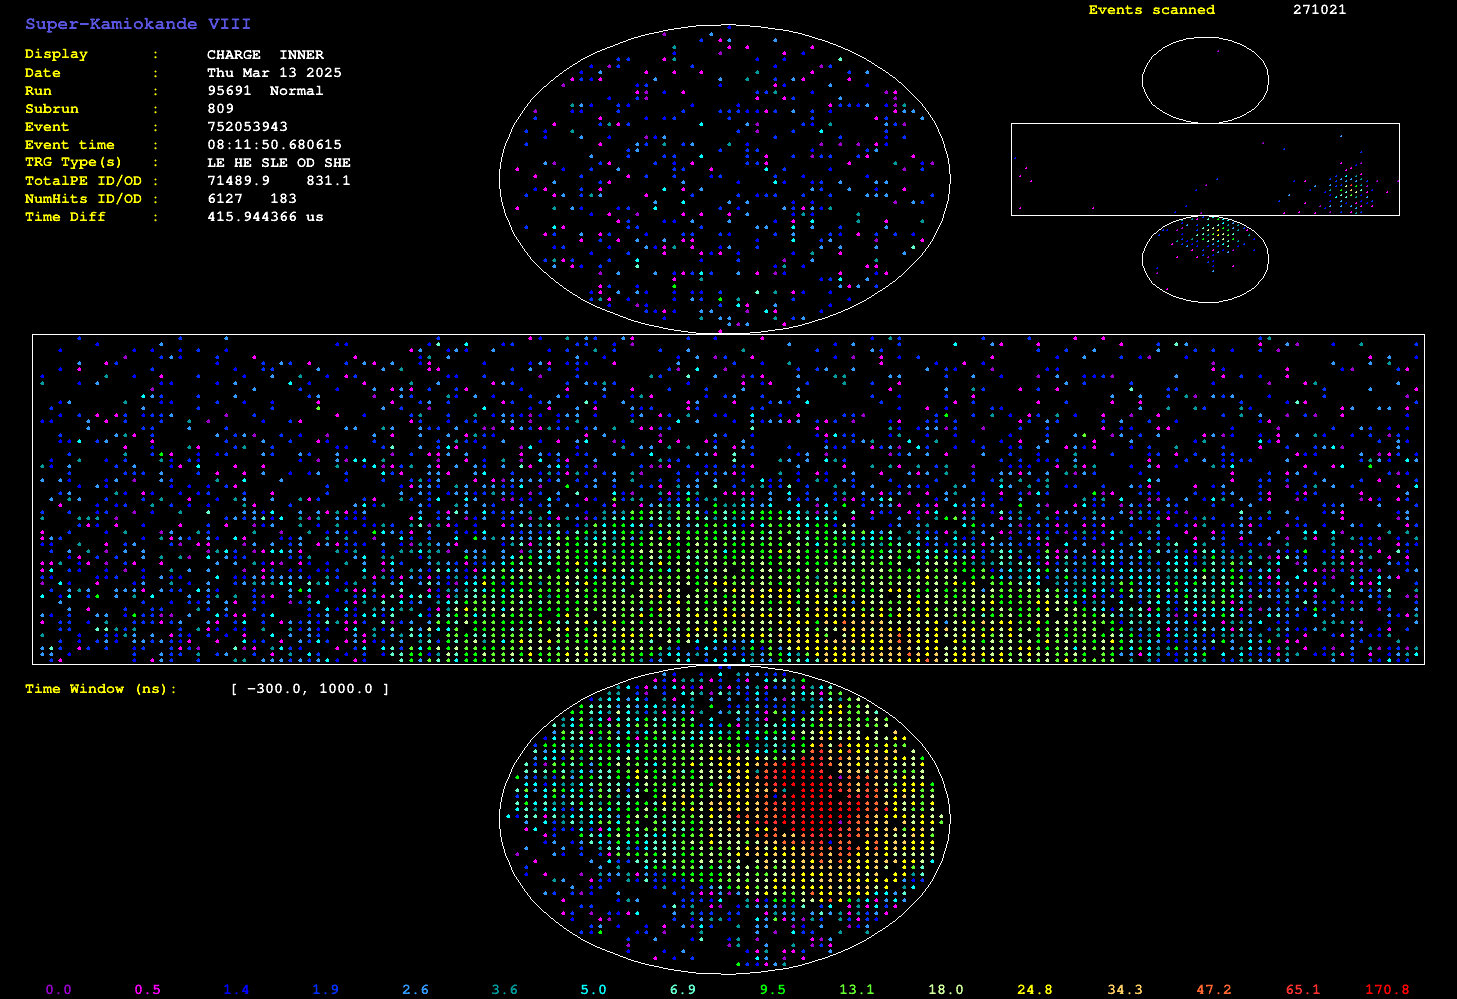 Super-Kamiokande VIII
Display : CHARGE INNER
Date : Thu Mar 13 2025
Run : 95691 Normal
Subrun : 809
Event : 752053943
Event time : 08:11:50.680615
TRG Type(s) : LE HE SLE OD SHE
TotalPE ID/OD : 71489.9 831.1
NumHits ID/OD : 6127 183
Time Diff : 415.944366 us
Events scanned 271021
Time Window (ns): [ -300.0, 1000.0 ]
0.0 0.5 1.4 1.9 2.6 3.6 5.0 6.9 9.5 13.1 18.0 24.8 34.3 47.2 65.1 170.8